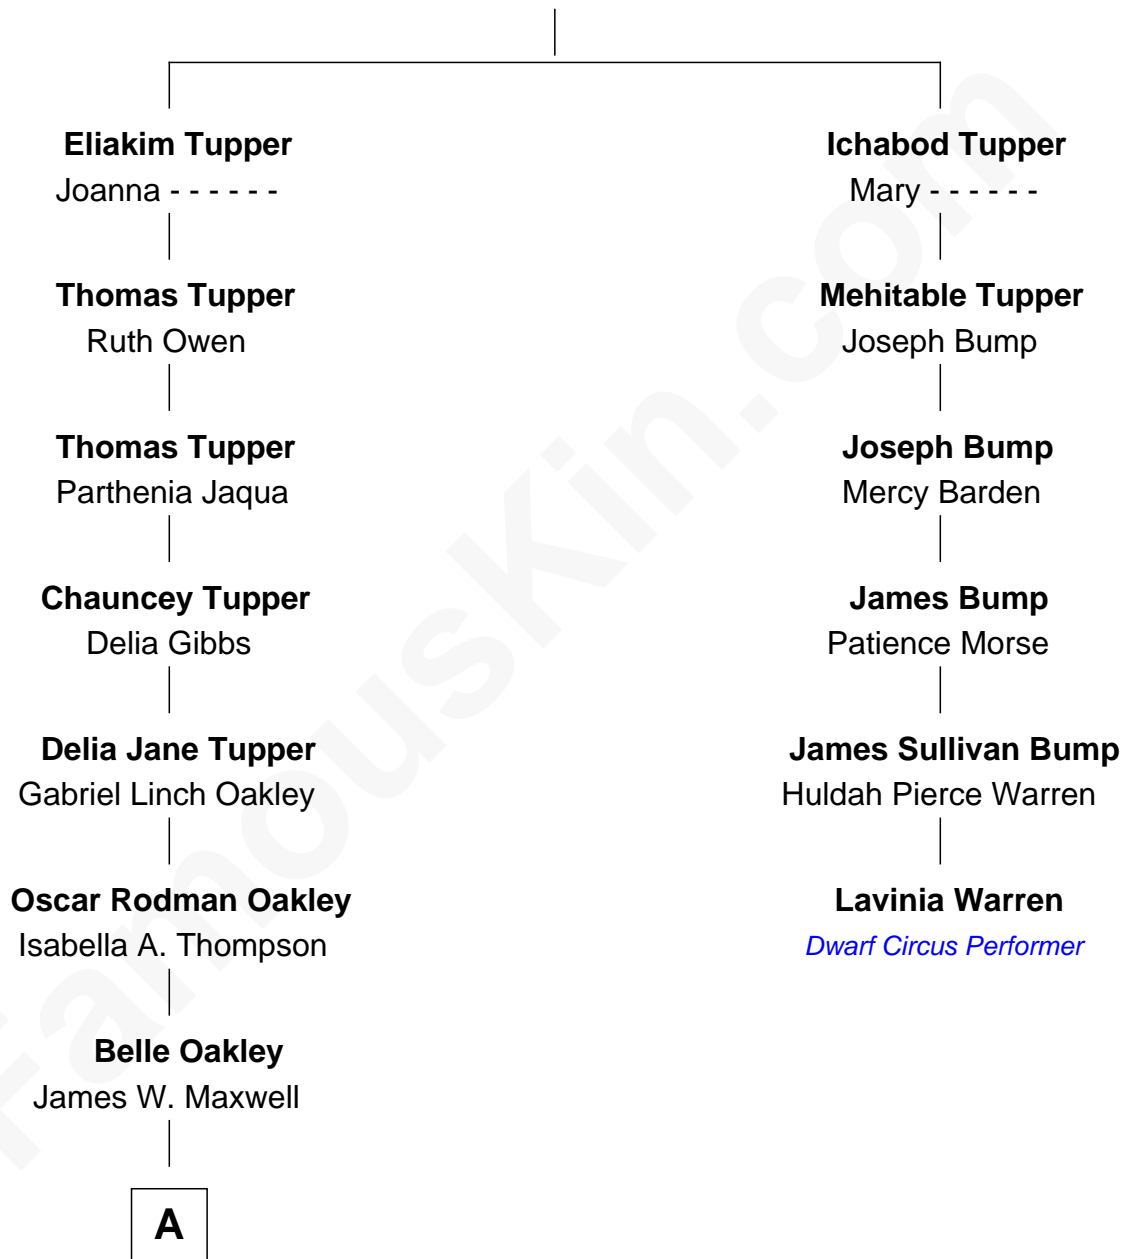 Eliakim Tupper
Joanna - - - - - -
Thomas Tupper
Ruth Owen
Thomas Tupper
Parthenia Jaqua
Chauncey Tupper
Delia Gibbs
Delia Jane Tupper
Gabriel Linch Oakley
Oscar Rodman Oakley
Isabella A. Thompson
Belle Oakley
James W. Maxwell
A
Ichabod Tupper
Mary - - - - - -
Mehitable Tupper
Joseph Bump
Joseph Bump
Mercy Barden
James Bump
Patience Morse
James Sullivan Bump
Huldah Pierce Warren
Lavinia Warren
Dwarf Circus Performer
FamousKin.com